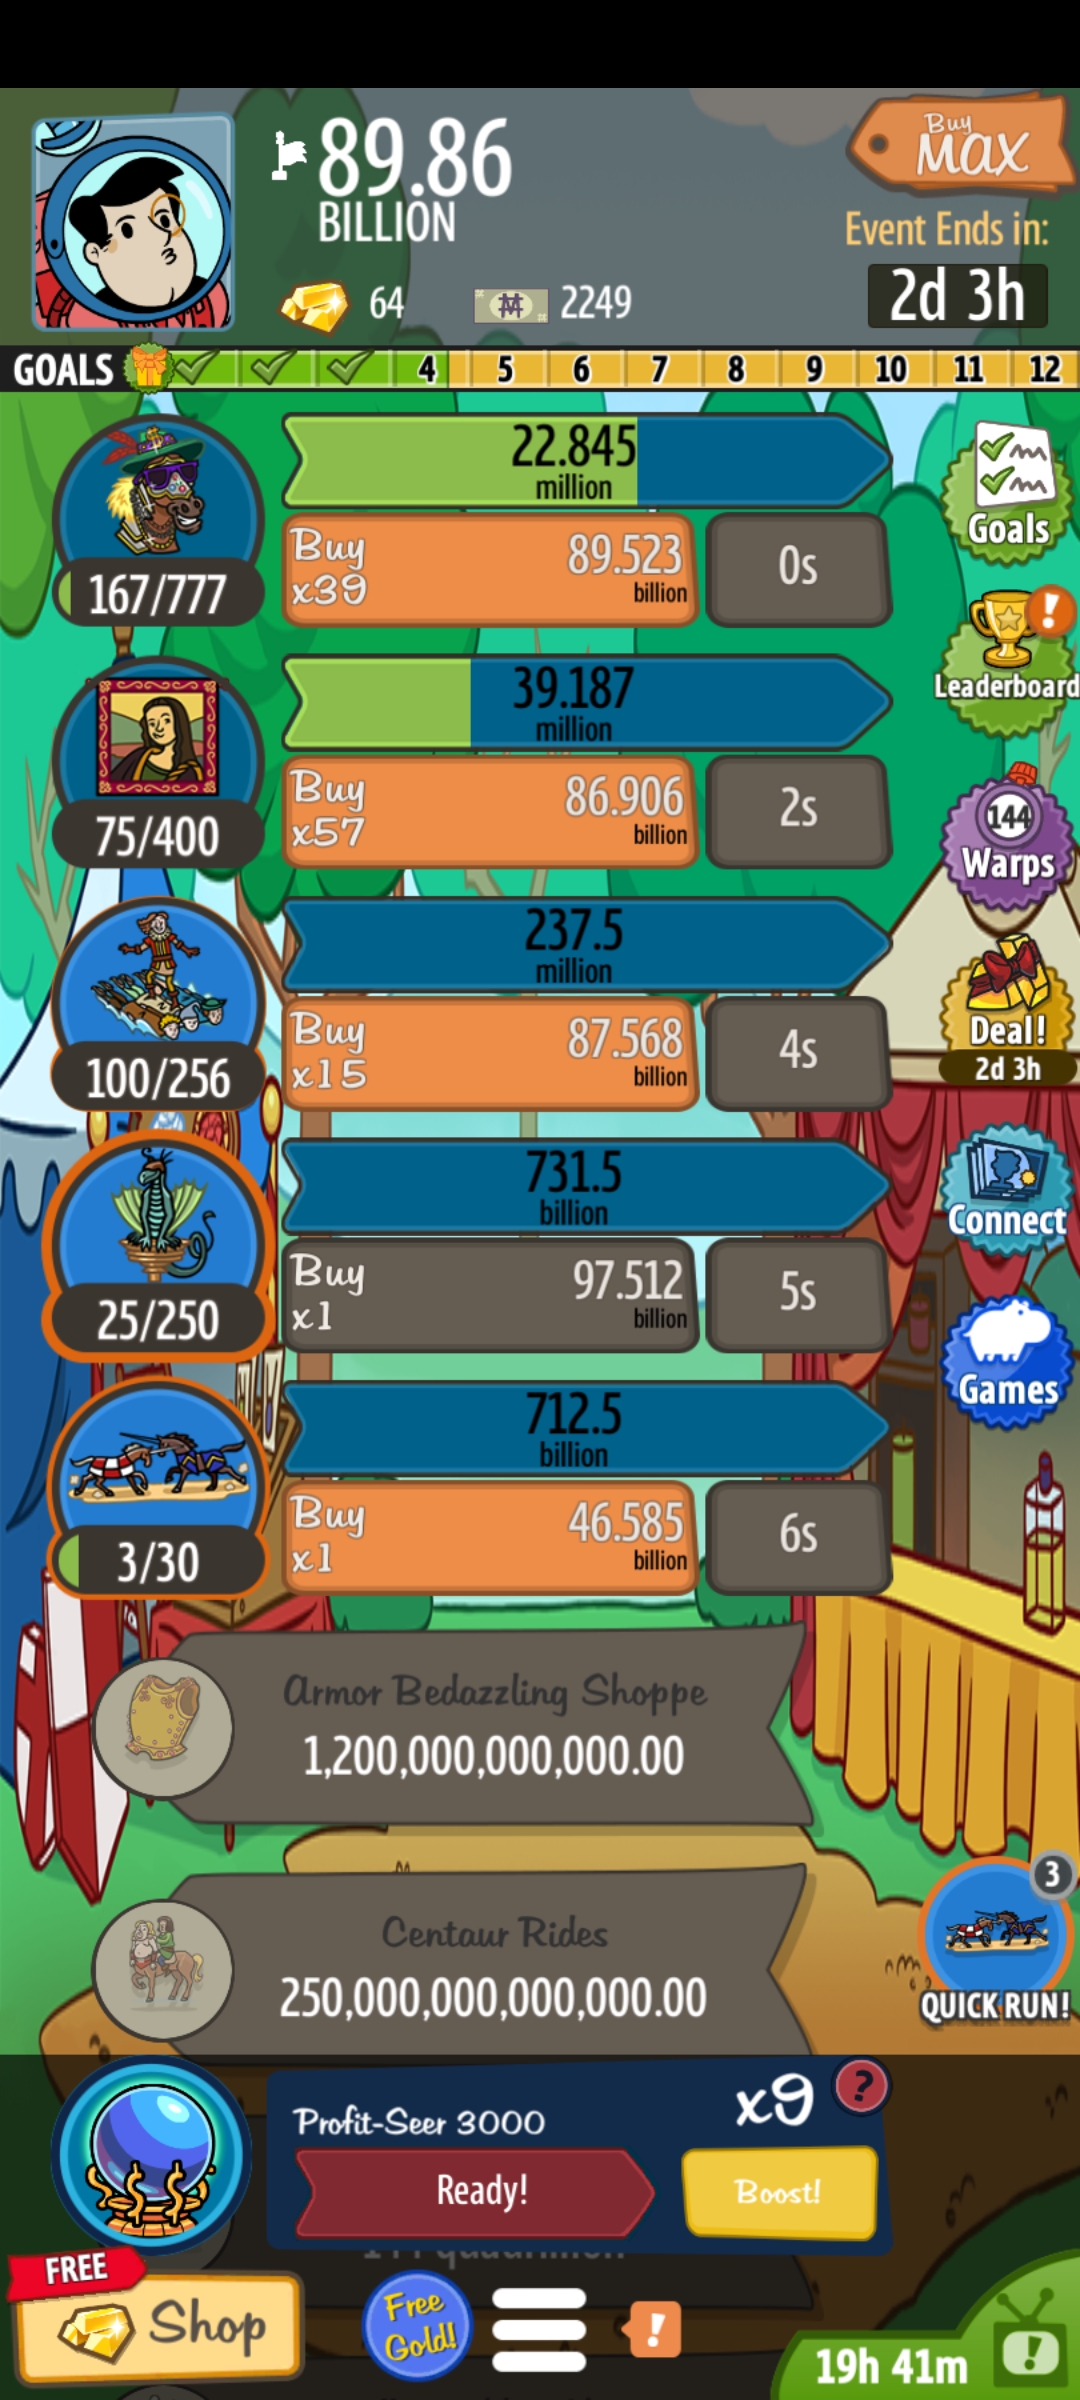 89.86
BILLION
64
2249
Buy
MAX
Event Ends in:
2d 3h
GOALS
4 5 6 7 8 9 10 11 12
22.845
million
Buy
x39
89.523
billion
0s
167/777
Goals
Leaderboard
39.187
million
Buy
x57
86.906
billion
2s
75/400
144
Warps
237.5
million
Buy
x15
87.568
billion
4s
100/256
Deal!
2d 3h
731.5
billion
Buy
x1
97.512
billion
5s
25/250
Connect
Games
712.5
billion
Buy
x1
46.585
billion
6s
3/30
Armor Bedazzling Shoppe
1,200,000,000,000.00
Centaur Rides
250,000,000,000,000.00
3
QUICK RUN!
Profit-Seer 3000
x9
?
Ready!
Boost!
FREE
Shop
Free
Gold!
!
19h 41m
!